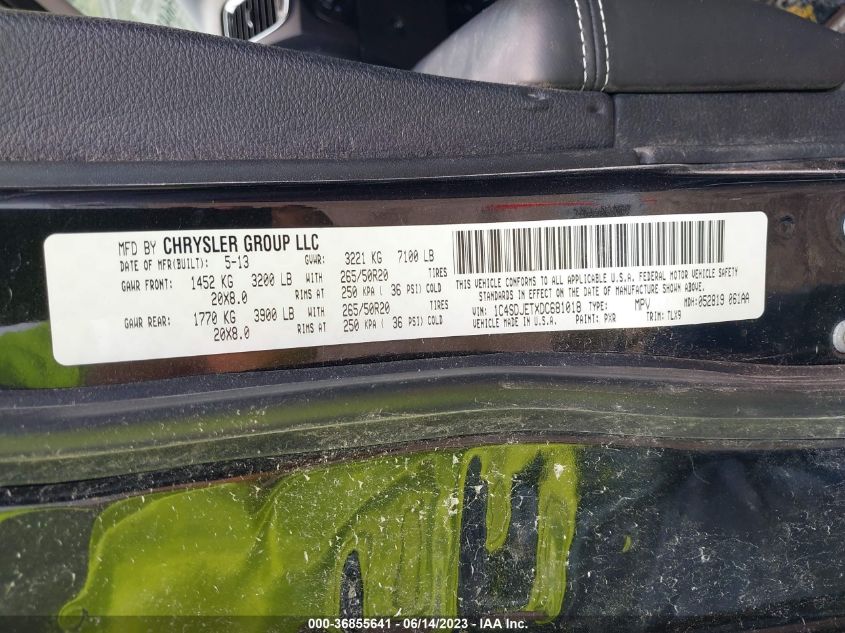 MFD BY CHRYSLER GROUP LLC
DATE OF MFR(BUILT): 5-13 GVWR: 3221 KG 7100 LB
GAWR FRONT: 1452 KG 3200 LB WITH 265/50R20 TIRES
20X8.0 RIMS AT 250 KPA ( 36 PSI) COLD
GAWR REAR: 1770 KG 3900 LB WITH 265/50R20 TIRES
20X8.0 RIMS AT 250 KPA ( 36 PSI) COLD
THIS VEHICLE CONFORMS TO ALL APPLICABLE U.S.A. FEDERAL MOTOR VEHICLE SAFETY
STANDARDS IN EFFECT ON THE DATE OF MANUFACTURE SHOWN ABOVE.
VIN: 1C4SDJETXDC681018 TYPE: MPV MDH:052819 061AA
VEHICLE MADE IN U.S.A. PAINT: PXR TRIM: TLX9
000-36855641 - 06/14/2023 - IAAI.com